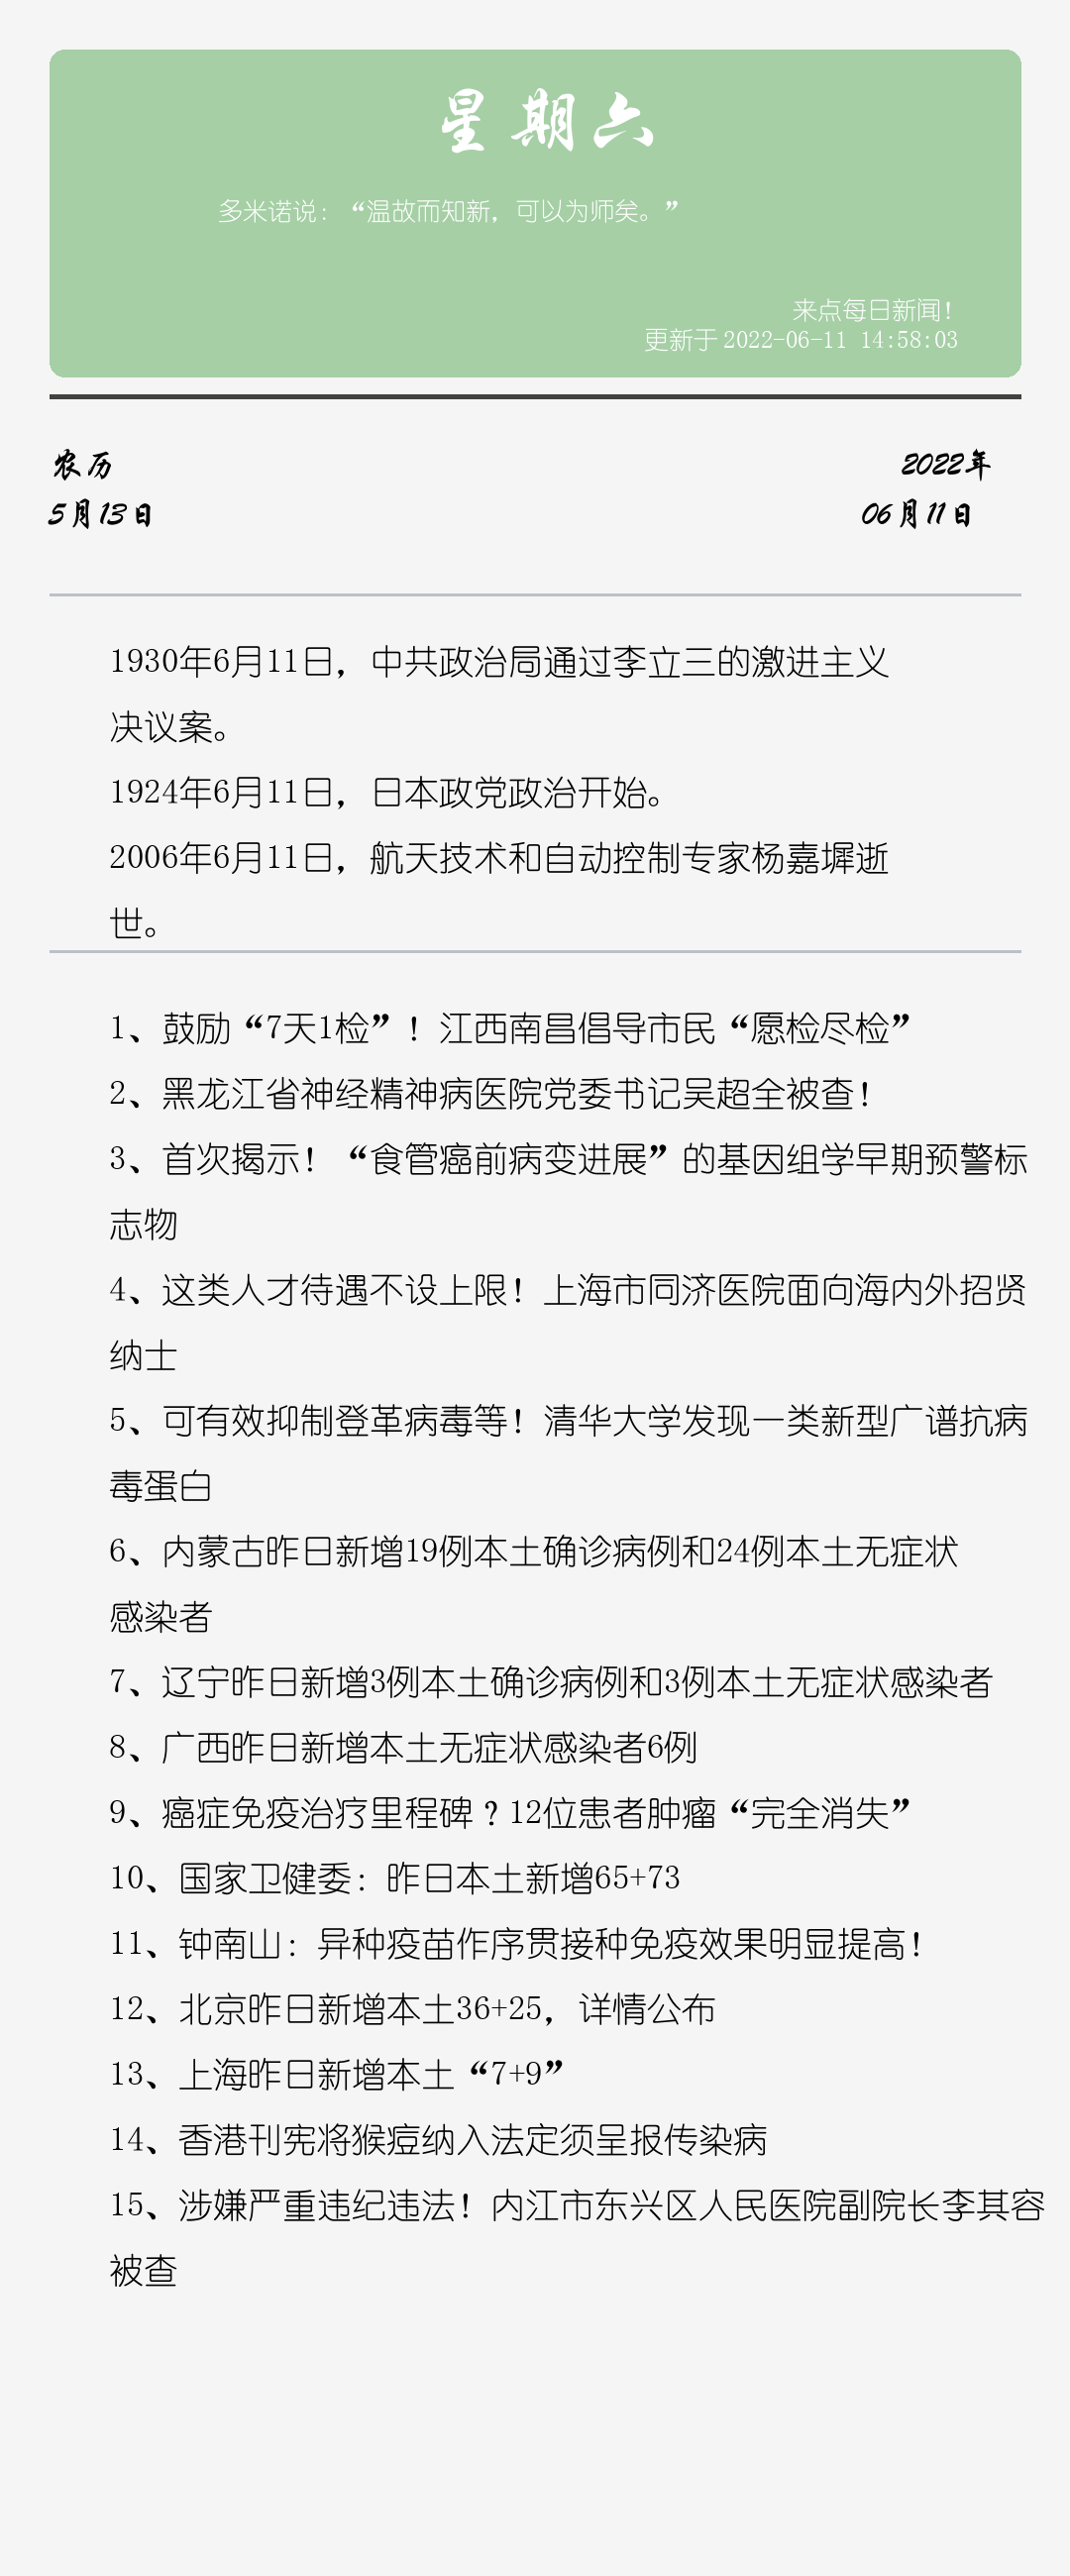 星期六
多米诺说：“温故而知新，可以为师矣。”
来点每日新闻！
更新于 2022-06-11 14:58:03
农历
2022年
5月13日
06月11日
1930年6月11日，中共政治局通过李立三的激进主义
决议案。
1924年6月11日，日本政党政治开始。
2006年6月11日，航天技术和自动控制专家杨嘉墀逝
世。
1、鼓励“7天1检”！江西南昌倡导市民“愿检尽检”
2、黑龙江省神经精神病医院党委书记吴超全被查！
3、首次揭示！“食管癌前病变进展”的基因组学早期预警标
志物
4、这类人才待遇不设上限！上海市同济医院面向海内外招贤
纳士
5、可有效抑制登革病毒等！清华大学发现一类新型广谱抗病
毒蛋白
6、内蒙古昨日新增19例本土确诊病例和24例本土无症状
感染者
7、辽宁昨日新增3例本土确诊病例和3例本土无症状感染者
8、广西昨日新增本土无症状感染者6例
9、癌症免疫治疗里程碑？12位患者肿瘤“完全消失”
10、国家卫健委：昨日本土新增65+73
11、钟南山：异种疫苗作序贯接种免疫效果明显提高！
12、北京昨日新增本土36+25，详情公布
13、上海昨日新增本土“7+9”
14、香港刊宪将猴痘纳入法定须呈报传染病
15、涉嫌严重违纪违法！内江市东兴区人民医院副院长李其容
被查